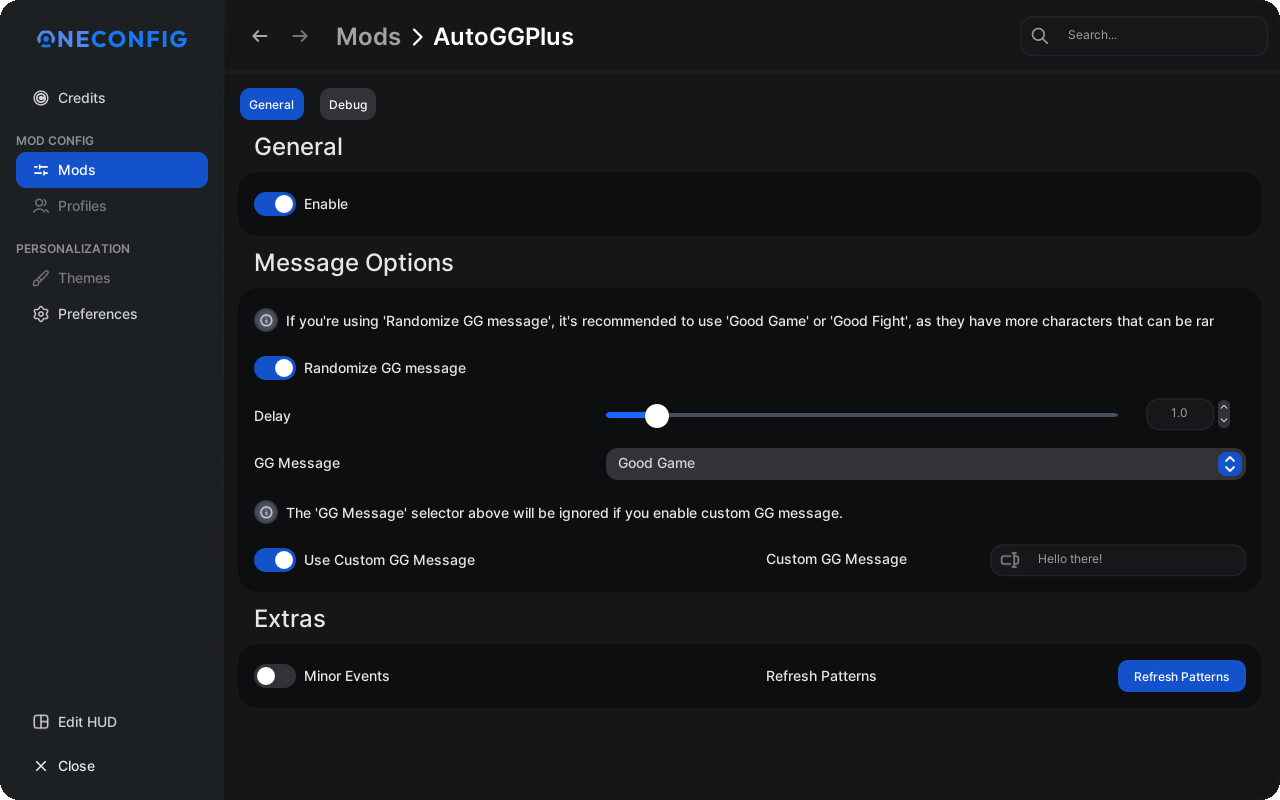 ONECONFIG
Mods > AutoGGPlus
Search...
Credits
MOD CONFIG
Mods
Profiles
PERSONALIZATION
Themes
Preferences
Edit HUD
Close
General Debug
General
Enable
Message Options
If you're using 'Randomize GG message', it's recommended to use 'Good Game' or 'Good Fight', as they have more characters that can be rar
Randomize GG message
Delay 1.0
GG Message Good Game
The 'GG Message' selector above will be ignored if you enable custom GG message.
Use Custom GG Message Custom GG Message Hello there!
Extras
Minor Events Refresh Patterns Refresh Patterns